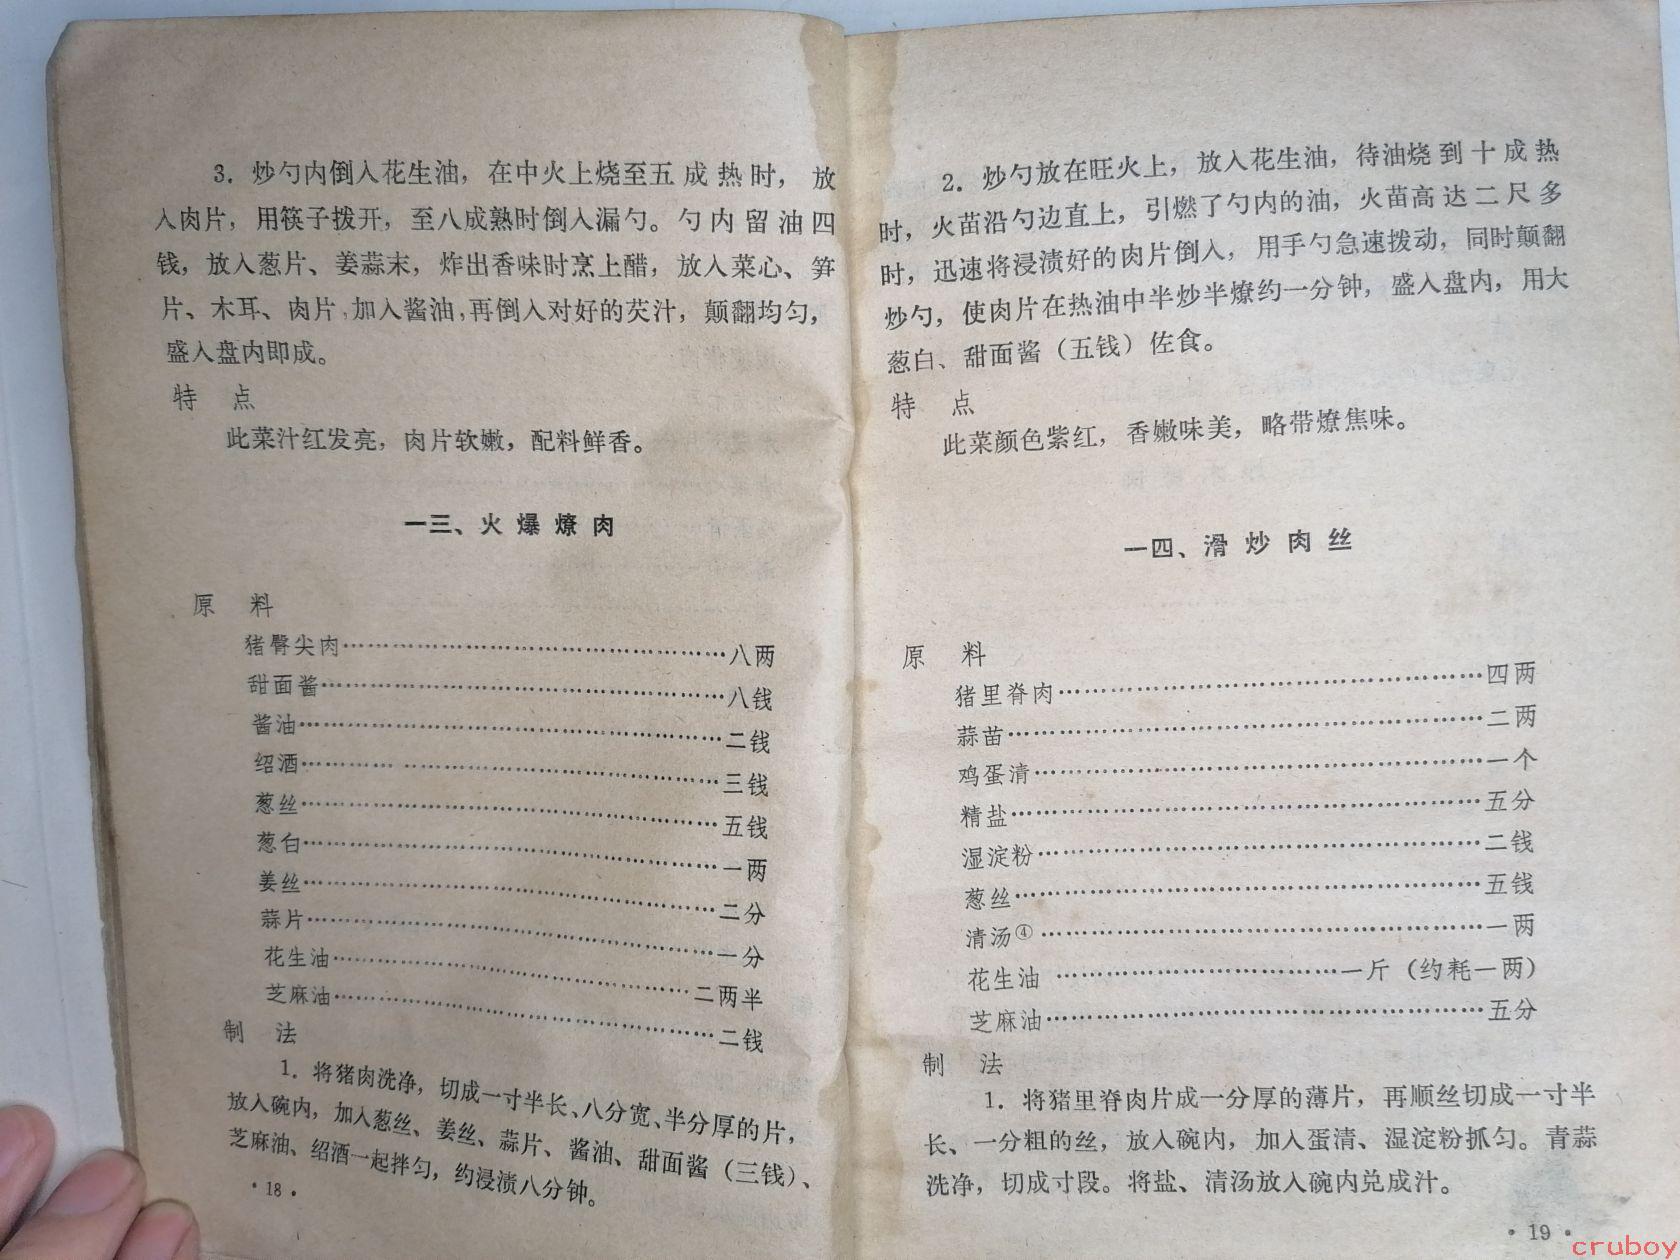 3．炒勺内倒入花生油，在中火上烧至五成热时，放
入肉片，用筷子拨开，至八成熟时倒入漏勺。勺内留油四
钱，放入葱片、姜蒜末，炸出香味时烹上醋，放入菜心、笋
片、木耳、肉片，加入酱油，再倒入对好的芡汁，颠翻均匀，
盛入盘内即成。
特　点
此菜汁红发亮，肉片软嫩，配料鲜香。
一三、火爆燎肉
原　料
猪臀尖肉……………………………………………八两
甜面酱……………………………………………八钱
酱油……………………………………………二钱
绍酒……………………………………………三钱
葱丝……………………………………………五钱
葱白……………………………………………一两
姜丝……………………………………………二分
蒜片……………………………………………一分
花生油……………………………………………二两半
芝麻油……………………………………………二钱
制　法
1．将猪肉洗净，切成一寸半长、八分宽、半分厚的片，
放入碗内，加入葱丝、姜丝、蒜片、酱油、甜面酱（三钱）、
芝麻油、绍酒一起拌匀，约浸渍八分钟。
·18·
2．炒勺放在旺火上，放入花生油，待油烧到十成热
时，火苗沿勺边直上，引燃了勺内的油，火苗高达二尺多
时，迅速将浸渍好的肉片倒入，用手勺急速拨动，同时颠翻
炒勺，使肉片在热油中半炒半燎约一分钟，盛入盘内，用大
葱白、甜面酱（五钱）佐食。
特　点
此菜颜色紫红，香嫩味美，略带燎焦味。
一四、滑炒肉丝
原　料
猪里脊肉……………………………………………四两
蒜苗……………………………………………二两
鸡蛋清……………………………………………一个
精盐……………………………………………五分
湿淀粉……………………………………………二钱
葱丝……………………………………………五钱
清汤④……………………………………………一两
花生油……………………………一斤（约耗一两）
芝麻油……………………………………………五分
制　法
1．将猪里脊肉片成一分厚的薄片，再顺丝切成一寸半
长、一分粗的丝，放入碗内，加入蛋清、湿淀粉抓匀。青蒜
洗净，切成寸段。将盐、清汤放入碗内兑成汁。
·19·
cruboy